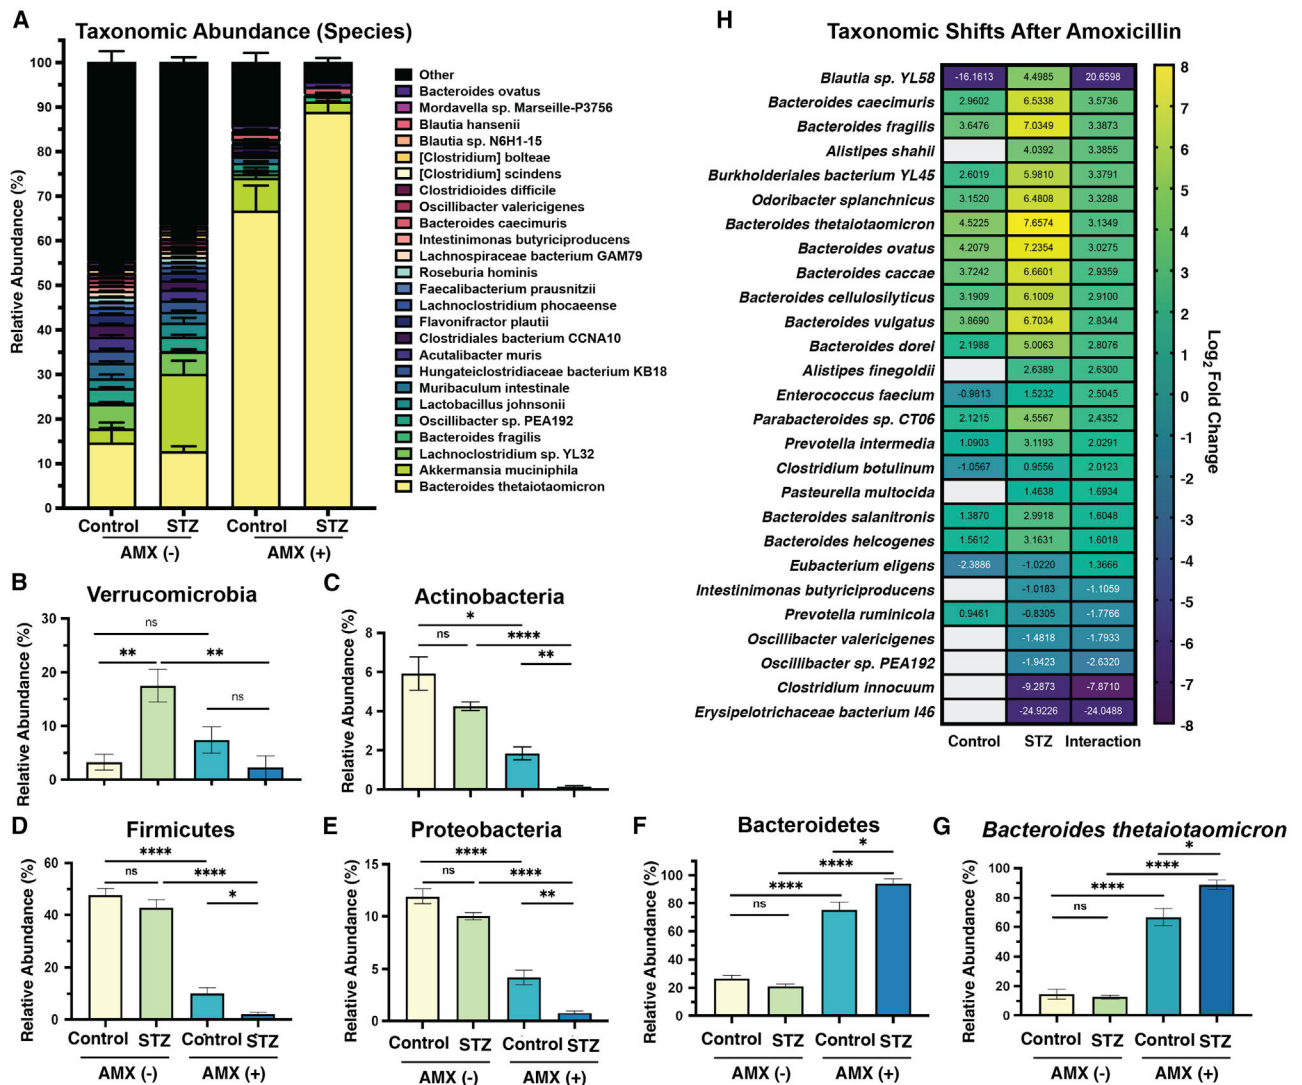 A
Taxonomic Abundance (Species)
Relative Abundance (%)
100
90
80
70
60
50
40
30
20
10
0
Control
STZ
Control
STZ
AMX (-)
AMX (+)
Other
Bacteroides ovatus
Mordavella sp. Marseille-P3756
Blautia hansenii
Blautia sp. N6H1-15
[Clostridium] bolteae
[Clostridium] scindens
Clostridioides difficile
Oscillibacter valericigenes
Bacteroides caecimuris
Intestinimonas butyriciproducens
Lachnospiraceae bacterium GAM79
Roseburia hominis
Faecalibacterium prausnitzii
Lachnoclostridium phocaeense
Flavonifractor plautii
Clostridiales bacterium CCNA10
Acutalibacter muris
Hungateiclostridiaceae bacterium KB18
Muribaculum intestinale
Lactobacillus johnsonii
Oscillibacter sp. PEA192
Bacteroides fragilis
Lachnoclostridium sp. YL32
Akkermansia muciniphila
Bacteroides thetaiotaomicron
H
Taxonomic Shifts After Amoxicillin
Blautia sp. YL58 -16.1613 4.4985 20.6598
Bacteroides caecimuris 2.9602 6.5338 3.5736
Bacteroides fragilis 3.6476 7.0349 3.3873
Alistipes shahii 4.0392 3.3855
Burkholderiales bacterium YL45 2.6019 5.9810 3.3791
Odoribacter splanchnicus 3.1520 6.4808 3.3288
Bacteroides thetaiotaomicron 4.5225 7.6574 3.1349
Bacteroides ovatus 4.2079 7.2354 3.0275
Bacteroides caccae 3.7242 6.6601 2.9359
Bacteroides cellulosilyticus 3.1909 6.1009 2.9100
Bacteroides vulgatus 3.8690 6.7034 2.8344
Bacteroides dorei 2.1988 5.0063 2.8076
Alistipes finegoldii 2.6389 2.6300
Enterococcus faecium -0.9813 1.5232 2.5045
Parabacteroides sp. CT06 2.1215 4.5567 2.4352
Prevotella intermedia 1.0903 3.1193 2.0291
Clostridium botulinum -1.0567 0.9556 2.0123
Pasteurella multocida 1.4638 1.6934
Bacteroides salanitronis 1.3870 2.9918 1.6048
Bacteroides helcogenes 1.5612 3.1631 1.6018
Eubacterium eligens -2.3886 -1.0220 1.3666
Intestinimonas butyriciproducens -1.0183 -1.1059
Prevotella ruminicola 0.9461 -0.8305 -1.7766
Oscillibacter valericigenes -1.4818 -1.7933
Oscillibacter sp. PEA192 -1.9423 -2.6320
Clostridium innocuum -9.2873 -7.8710
Erysipelotrichaceae bacterium I46 -24.9226 -24.0488
Control STZ Interaction
8
7
6
5
4
3
2
1
0
-1
-2
-3
-4
-5
-6
-7
-8
Log2 Fold Change
B
Verrucomicrobia
Relative Abundance (%)
30
20
10
0
ns
** **
ns
C
Actinobacteria
Relative Abundance (%)
8
6
4
2
0
*
ns ****
**
D
Firmicutes
Relative Abundance (%)
60
40
20
0
****
ns ****
*
Control STZ Control STZ
AMX (-) AMX (+)
E
Proteobacteria
Relative Abundance (%)
15
10
5
0
****
ns ****
**
Control STZ Control STZ
AMX (-) AMX (+)
F
Bacteroidetes
Relative Abundance (%)
100
80
60
40
20
0
*
****
****
ns
Control STZ Control STZ
AMX (-) AMX (+)
G
Bacteroides thetaiotaomicron
Relative Abundance (%)
100
80
60
40
20
0
*
****
****
ns
Control STZ Control STZ
AMX (-) AMX (+)